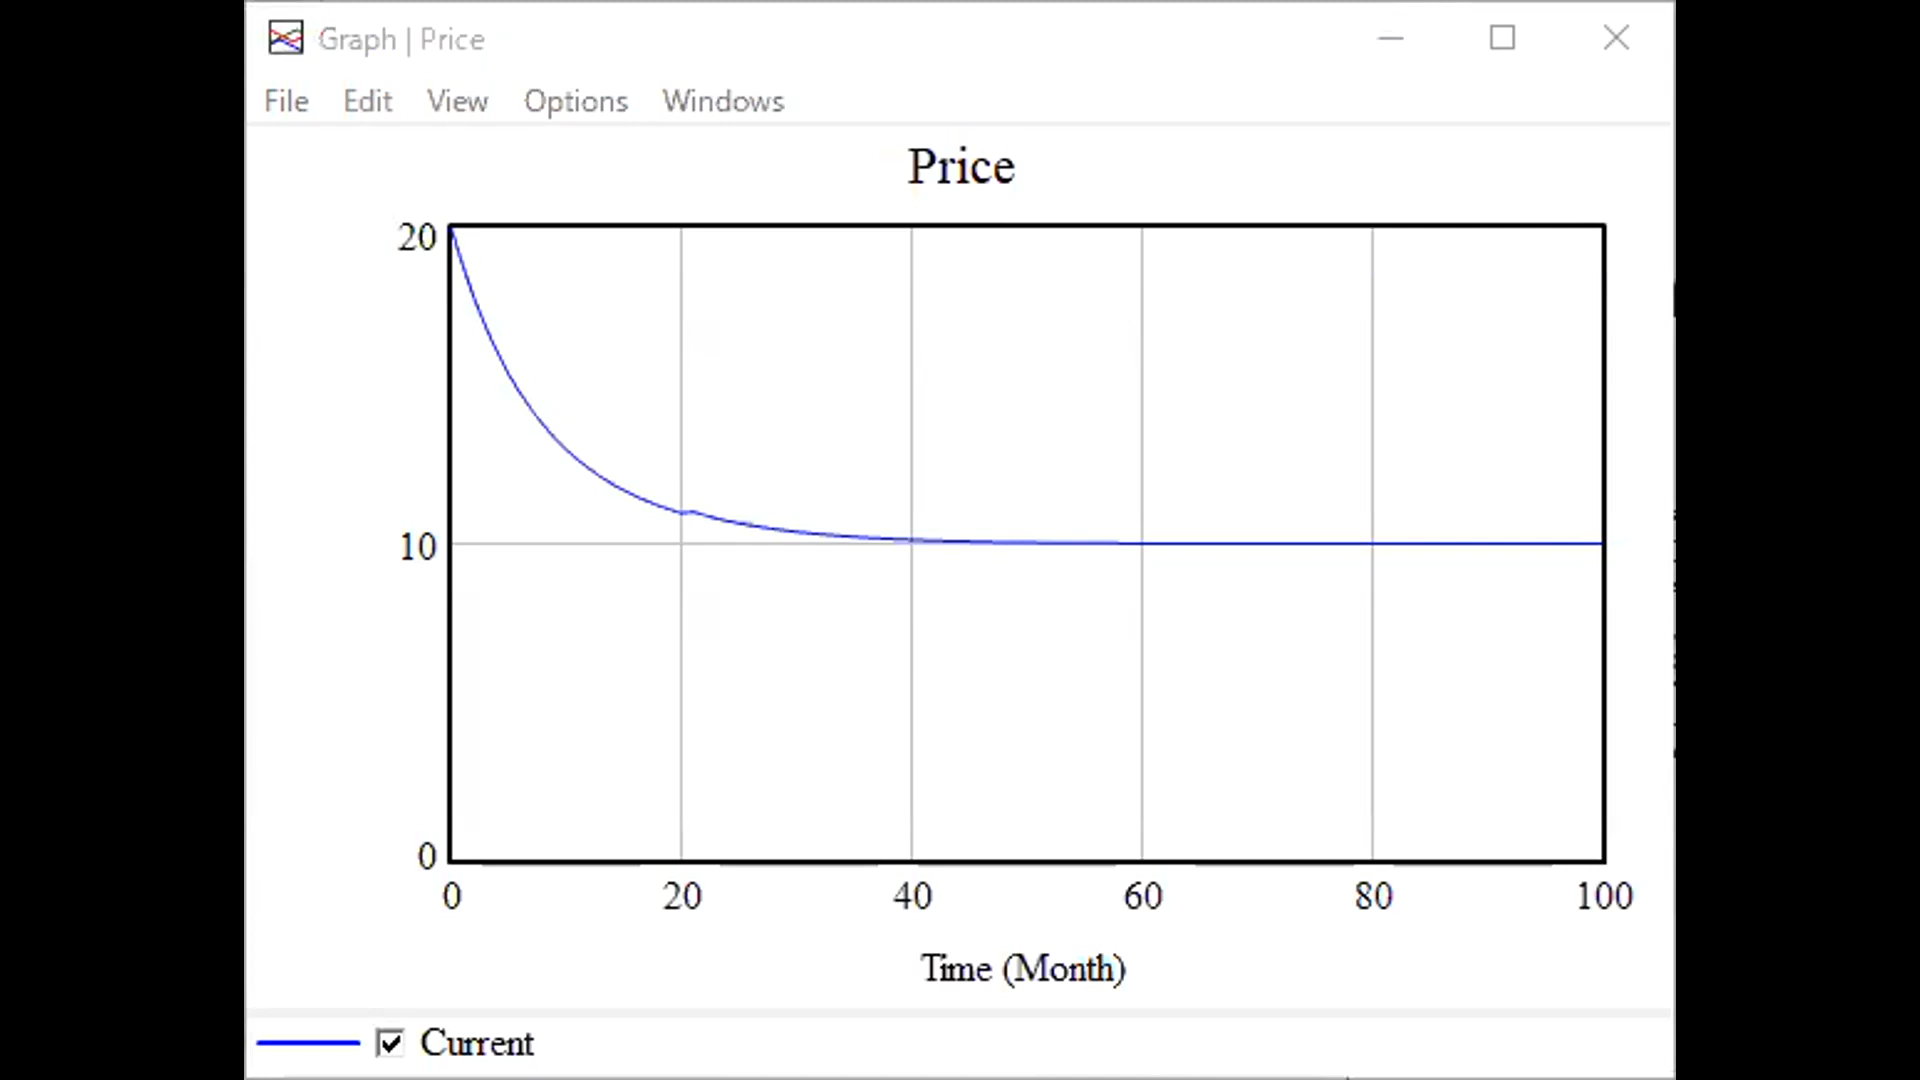 Graph | Price
File Edit View Options Windows
Price
20
10
0
0 20 40 60 80 100
Time (Month)
Current